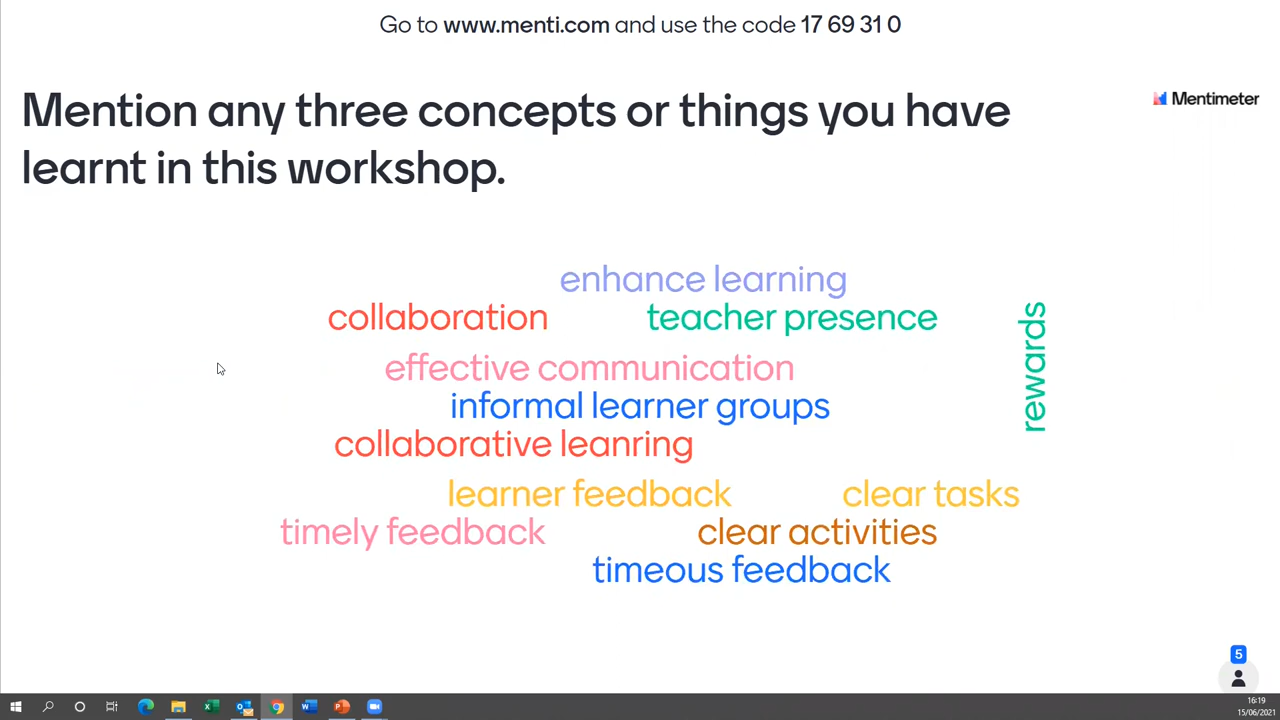 Go to www.menti.com and use the code 17 69 31 0
Mention any three concepts or things you have
learnt in this workshop.
Mentimeter
enhance learning
collaboration
teacher presence
rewards
effective communication
informal learner groups
collaborative leanring
learner feedback
clear tasks
timely feedback
clear activities
timeous feedback
5
16:19
15/06/2021